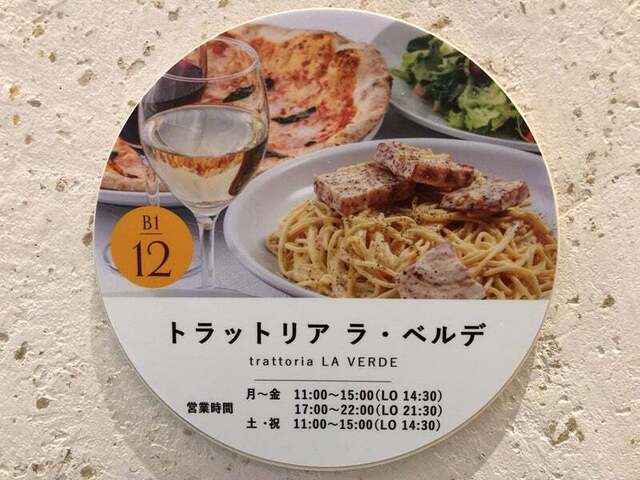 B1
12
トラットリア ラ・ベルデ
trattoria LA VERDE
月〜金 11:00〜15:00(LO 14:30)
営業時間 17:00〜22:00(LO 21:30)
土・祝 11:00〜15:00(LO 14:30)